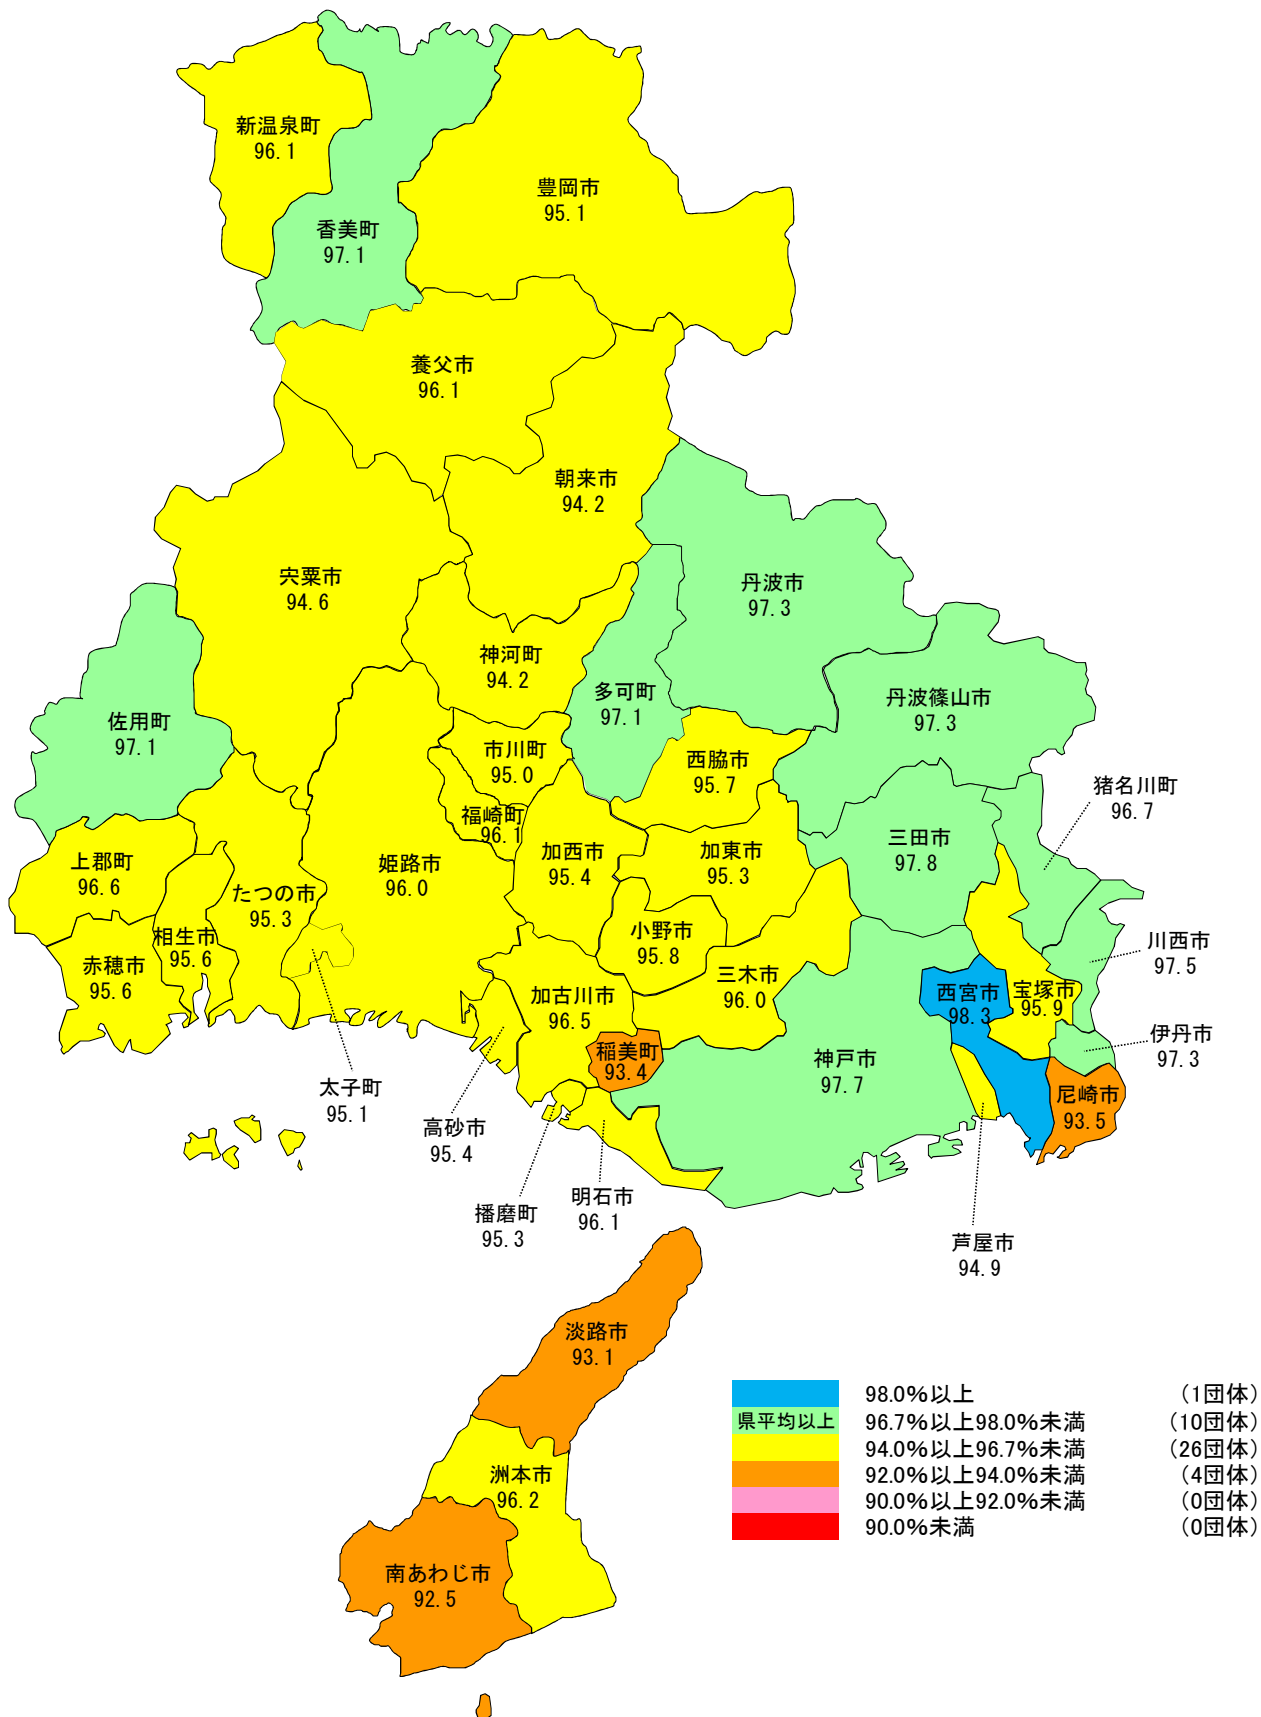 新温泉町
96.1
香美町
97.1
豊岡市
95.1
養父市
96.1
朝来市
94.2
宍粟市
94.6
丹波市
97.3
神河町
94.2
多可町
97.1
丹波篠山市
97.3
佐用町
97.1
市川町
95.0
西脇市
95.7
猪名川町
96.7
福崎町
96.1
三田市
97.8
上郡町
96.6
姫路市
96.0
加西市
95.4
加東市
95.3
たつの市
95.3
相生市
95.6
赤穂市
95.6
小野市
95.8
三木市
96.0
川西市
97.5
加古川市
96.5
西宮市
98.3
宝塚市
95.9
伊丹市
97.3
稲美町
93.4
神戸市
97.7
尼崎市
93.5
太子町
95.1
高砂市
95.4
播磨町
95.3
明石市
96.1
芦屋市
94.9
淡路市
93.1
洲本市
96.2
南あわじ市
92.5
98.0%以上 (1団体)
県平均以上 96.7%以上98.0%未満 (10団体)
94.0%以上96.7%未満 (26団体)
92.0%以上94.0%未満 (4団体)
90.0%以上92.0%未満 (0団体)
90.0%未満 (0団体)